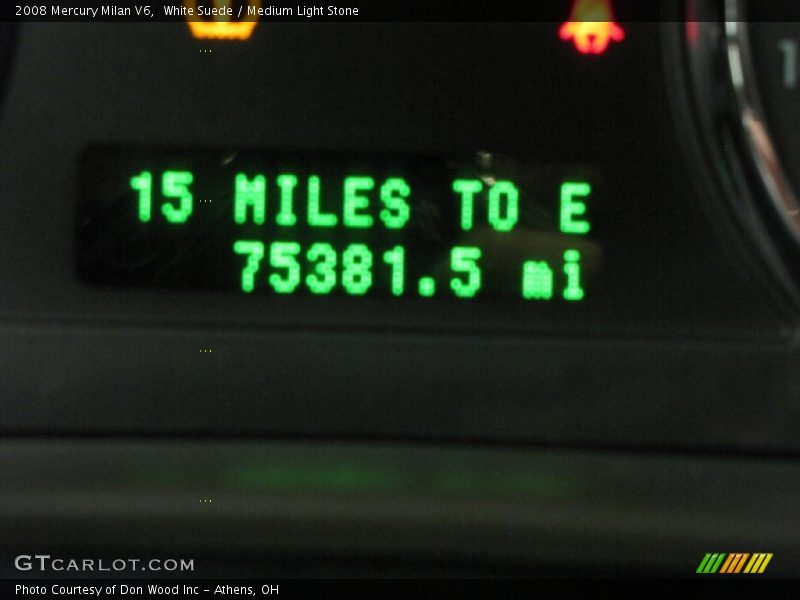 2008 Mercury Milan V6,  White Suede / Medium Light Stone
1
15 MILES TO E
75381.5 mi
GTCARLOT.COM
Photo Courtesy of Don Wood Inc - Athens, OH